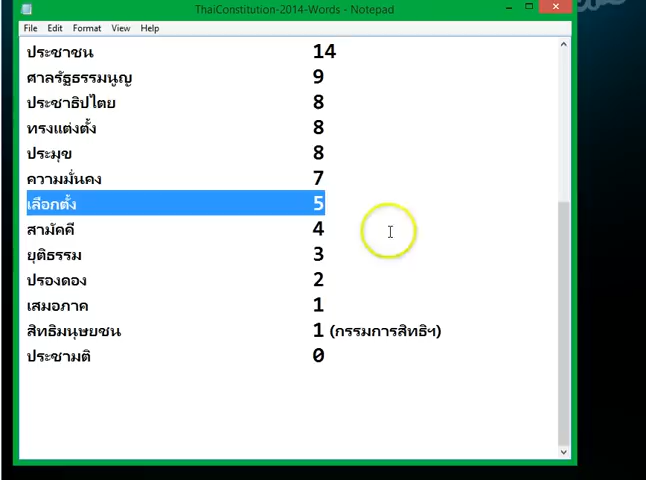 ThaiConstitution-2014-Words - Notepad
File Edit Format View Help
ประชาชน 14
ศาลรัฐธรรมนูญ 9
ประชาธิปไตย 8
ทรงแต่งตั้ง 8
ประมุข 8
ความมั่นคง 7
เลือกตั้ง 5
สามัคคี 4
ยุติธรรม 3
ปรองดอง 2
เสมอภาค 1
สิทธิมนุษยชน 1 (กรรมการสิทธิฯ)
ประชามติ 0